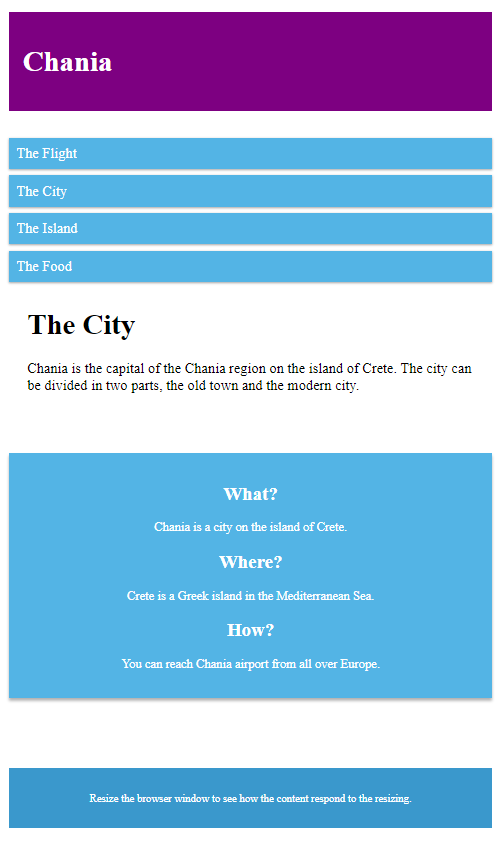 Chania
The Flight
The City
The Island
The Food
The City
Chania is the capital of the Chania region on the island of Crete. The city can
be divided in two parts, the old town and the modern city.
What?
Chania is a city on the island of Crete.
Where?
Crete is a Greek island in the Mediterranean Sea.
How?
You can reach Chania airport from all over Europe.
Resize the browser window to see how the content respond to the resizing.